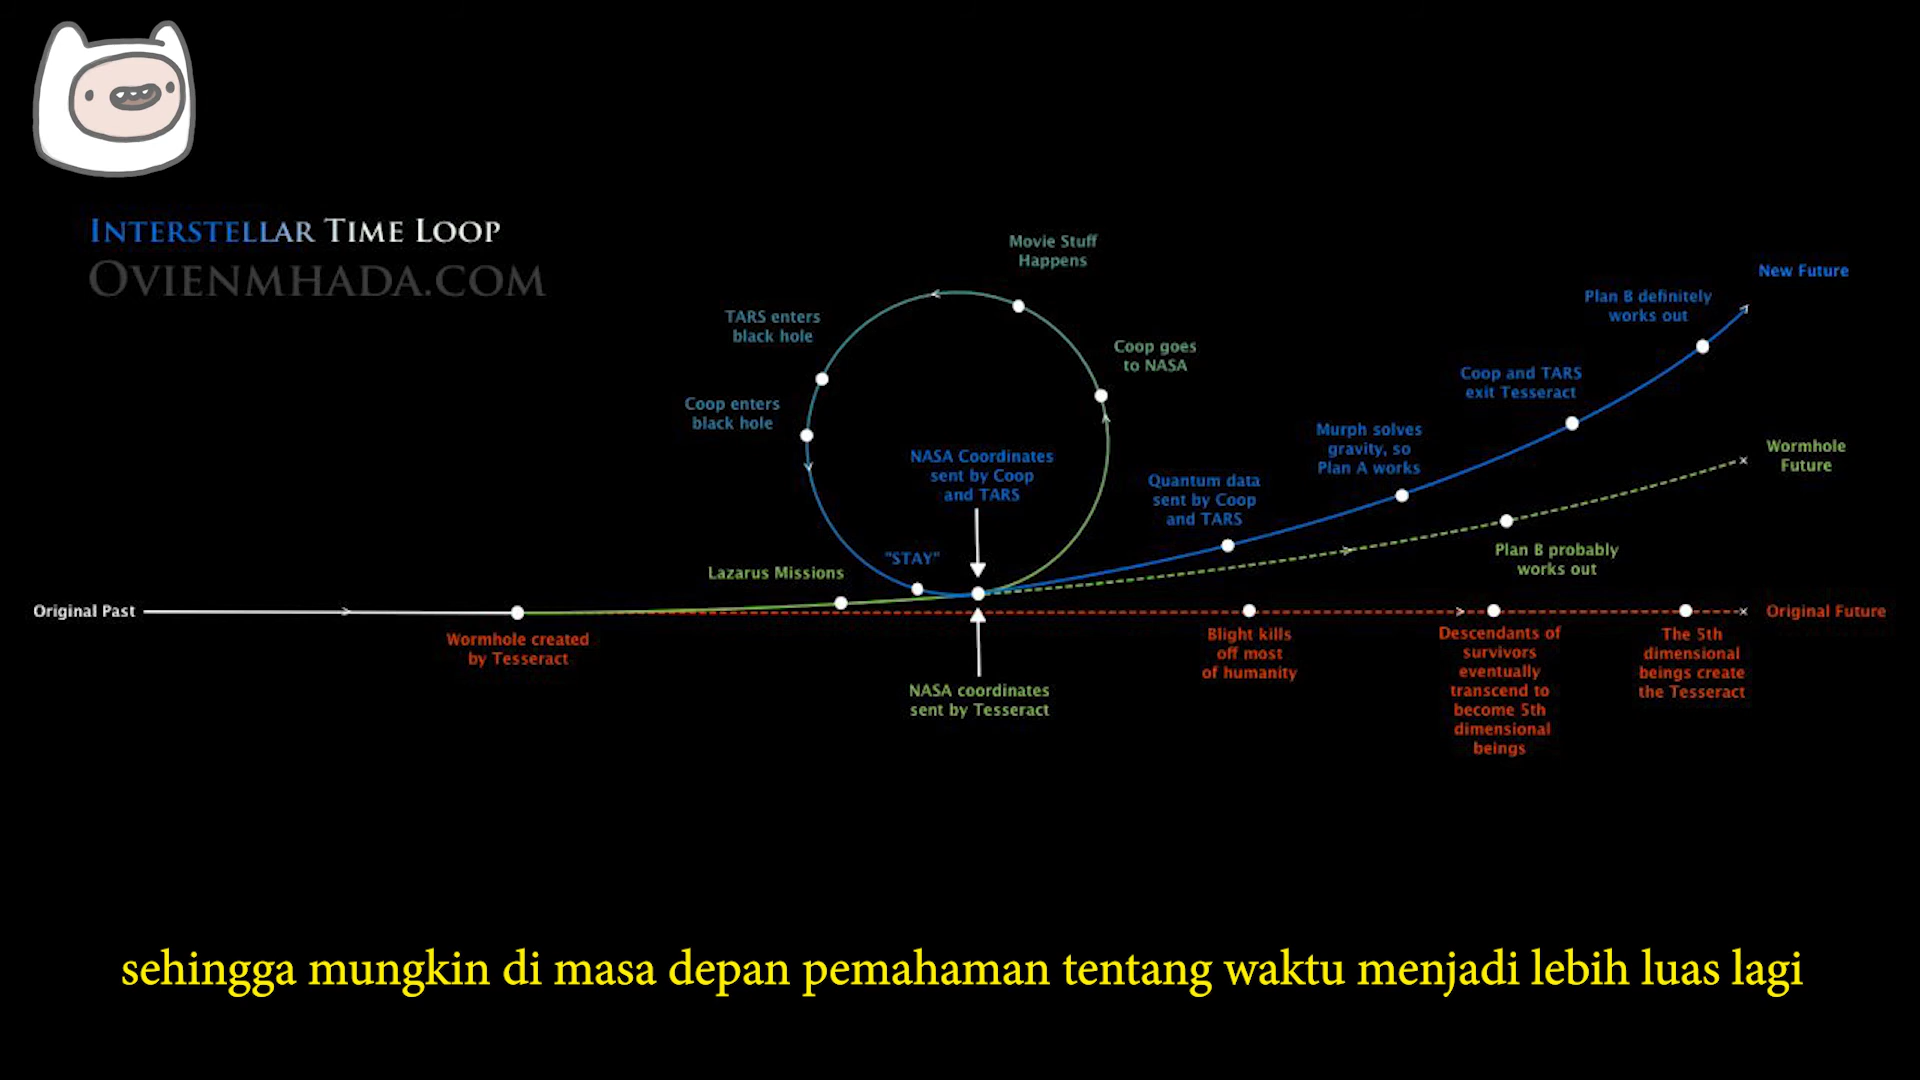 INTERSTELLAR TIME LOOP
OVIENMHADA.COM
Movie Stuff
Happens
TARS enters
black hole
Coop goes
to NASA
Coop enters
black hole
NASA Coordinates
sent by Coop
and TARS
"STAY"
Lazarus Missions
Original Past
Wormhole created
by Tesseract
NASA coordinates
sent by Tesseract
Quantum data
sent by Coop
and TARS
Murph solves
gravity, so
Plan A works
Coop and TARS
exit Tesseract
Plan B definitely
works out
New Future
Wormhole
Future
Plan B probably
works out
Original Future
Blight kills
off most
of humanity
Descendants of
survivors
eventually
transcend to
become 5th
dimensional
beings
The 5th
dimensional
beings create
the Tesseract
sehingga mungkin di masa depan pemahaman tentang waktu menjadi lebih luas lagi